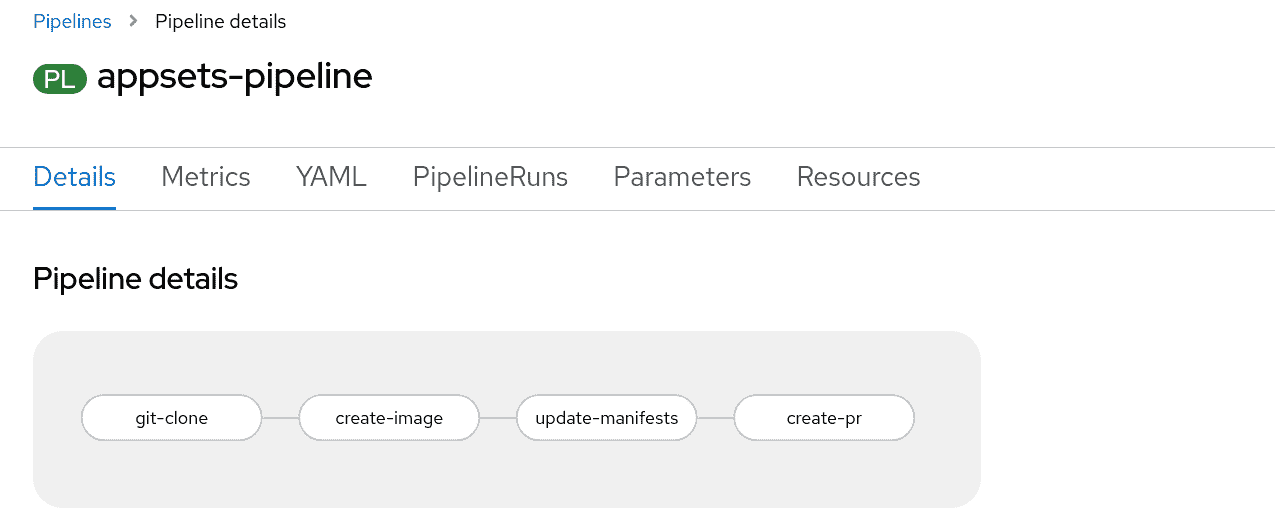 Pipelines > Pipeline details
PL appsets-pipeline
Details Metrics YAML PipelineRuns Parameters Resources
Pipeline details
git-clone create-image update-manifests create-pr